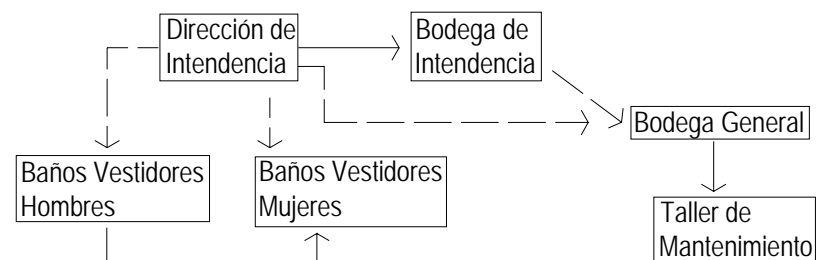 Dirección de
Intendencia
Bodega de
Intendencia
Bodega General
Baños Vestidores
Hombres
Baños Vestidores
Mujeres
Taller de
Mantenimiento